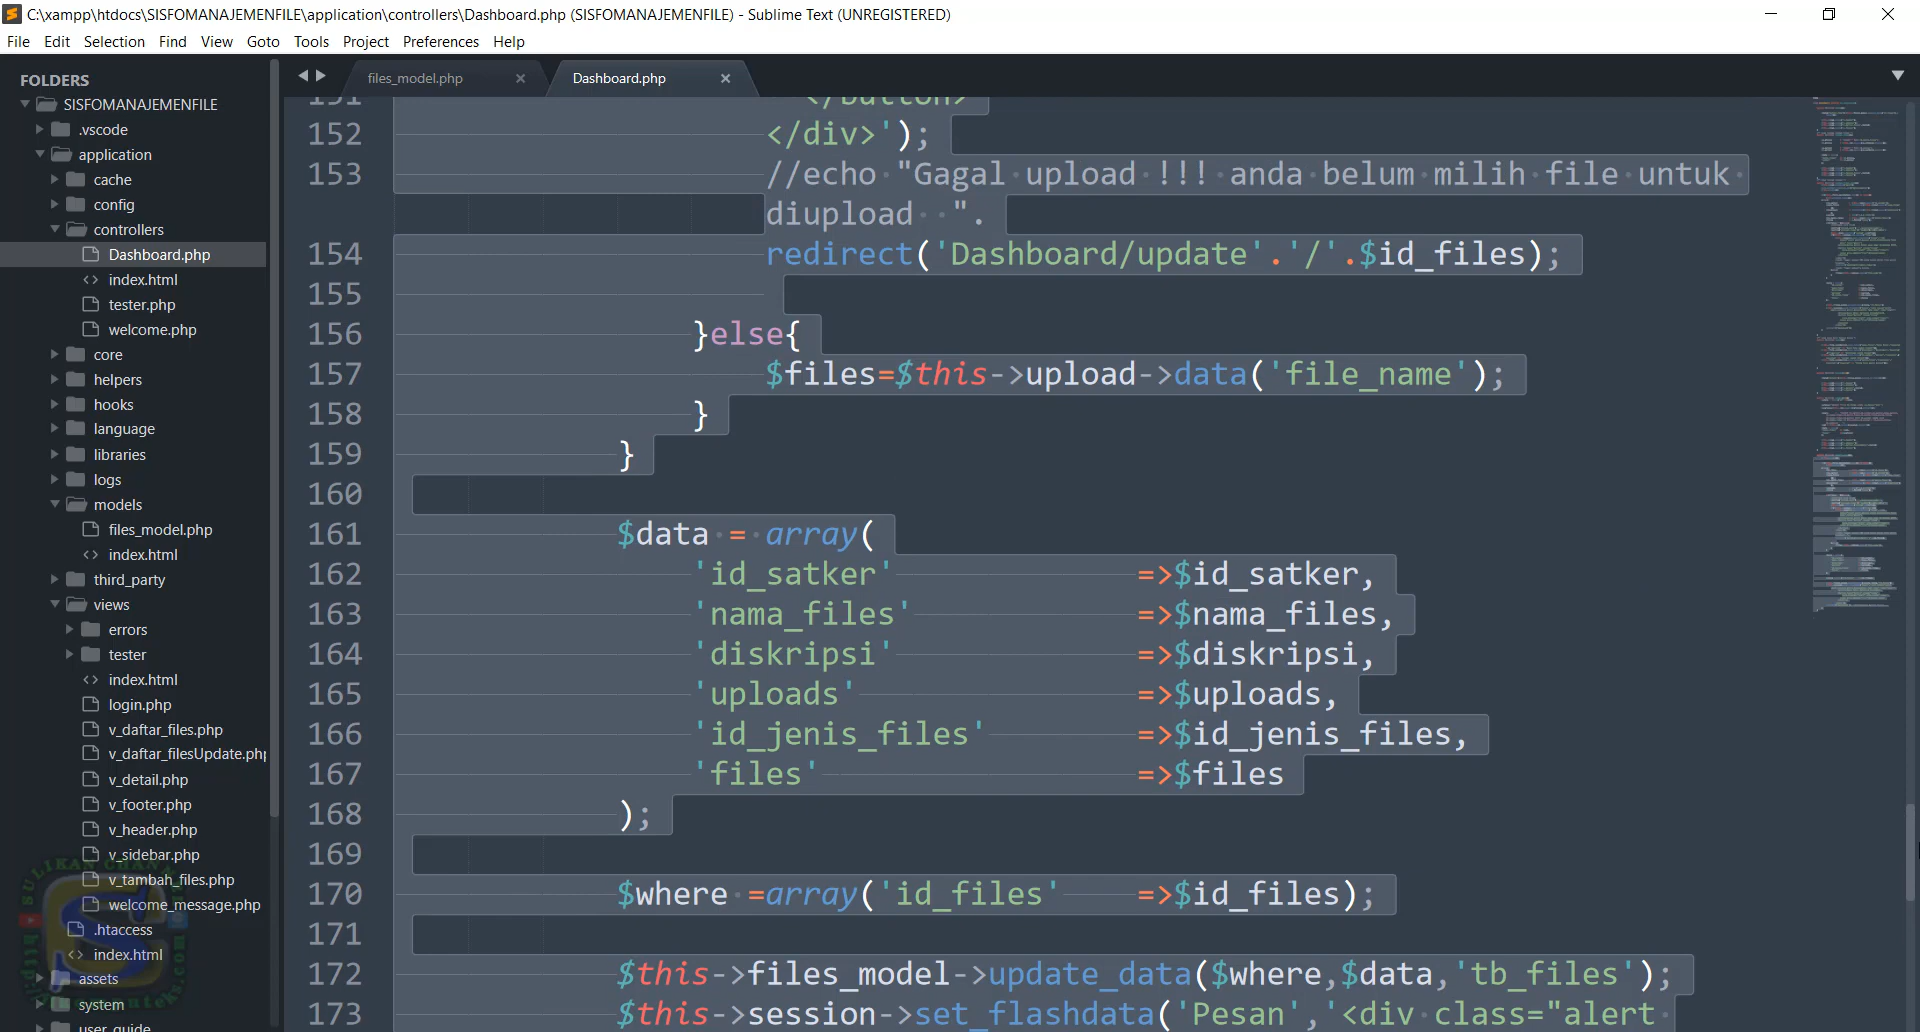 C:\xampp\htdocs\SISFOMANAJEMENFILE\application\controllers\Dashboard.php (SISFOMANAJEMENFILE) - Sublime Text (UNREGISTERED)
File Edit Selection Find View Goto Tools Project Preferences Help
FOLDERS
SISFOMANAJEMENFILE
.vscode
application
cache
config
controllers
Dashboard.php
index.html
tester.php
welcome.php
core
helpers
hooks
language
libraries
logs
models
files_model.php
index.html
third_party
views
errors
tester
index.html
login.php
v_daftar_files.php
v_daftar_filesUpdate.php
v_detail.php
v_footer.php
v_header.php
v_sidebar.php
v_tambah_files.php
welcome_message.php
.htaccess
index.html
assets
system
user_guide
files_model.php
Dashboard.php
151 </button>
152 </div>');
153 //echo "Gagal upload !!! anda belum milih file untuk
diupload  ".
154 redirect('Dashboard/update'.'/'.$id_files);
155
156 }else{
157 $files=$this->upload->data('file_name');
158 }
159 }
160
161 $data = array(
162 'id_satker' =>$id_satker,
163 'nama_files' =>$nama_files,
164 'diskripsi' =>$diskripsi,
165 'uploads' =>$uploads,
166 'id_jenis_files' =>$id_jenis_files,
167 'files' =>$files
168 );
169
170 $where =array('id_files' =>$id_files);
171
172 $this->files_model->update_data($where,$data,'tb_files');
173 $this->session->set_flashdata('Pesan','<div class="alert